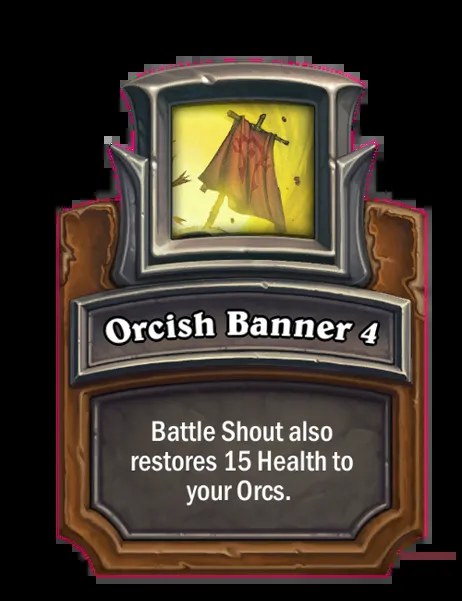 Orcish Banner 4
Battle Shout also
restores 15 Health to
your Orcs.